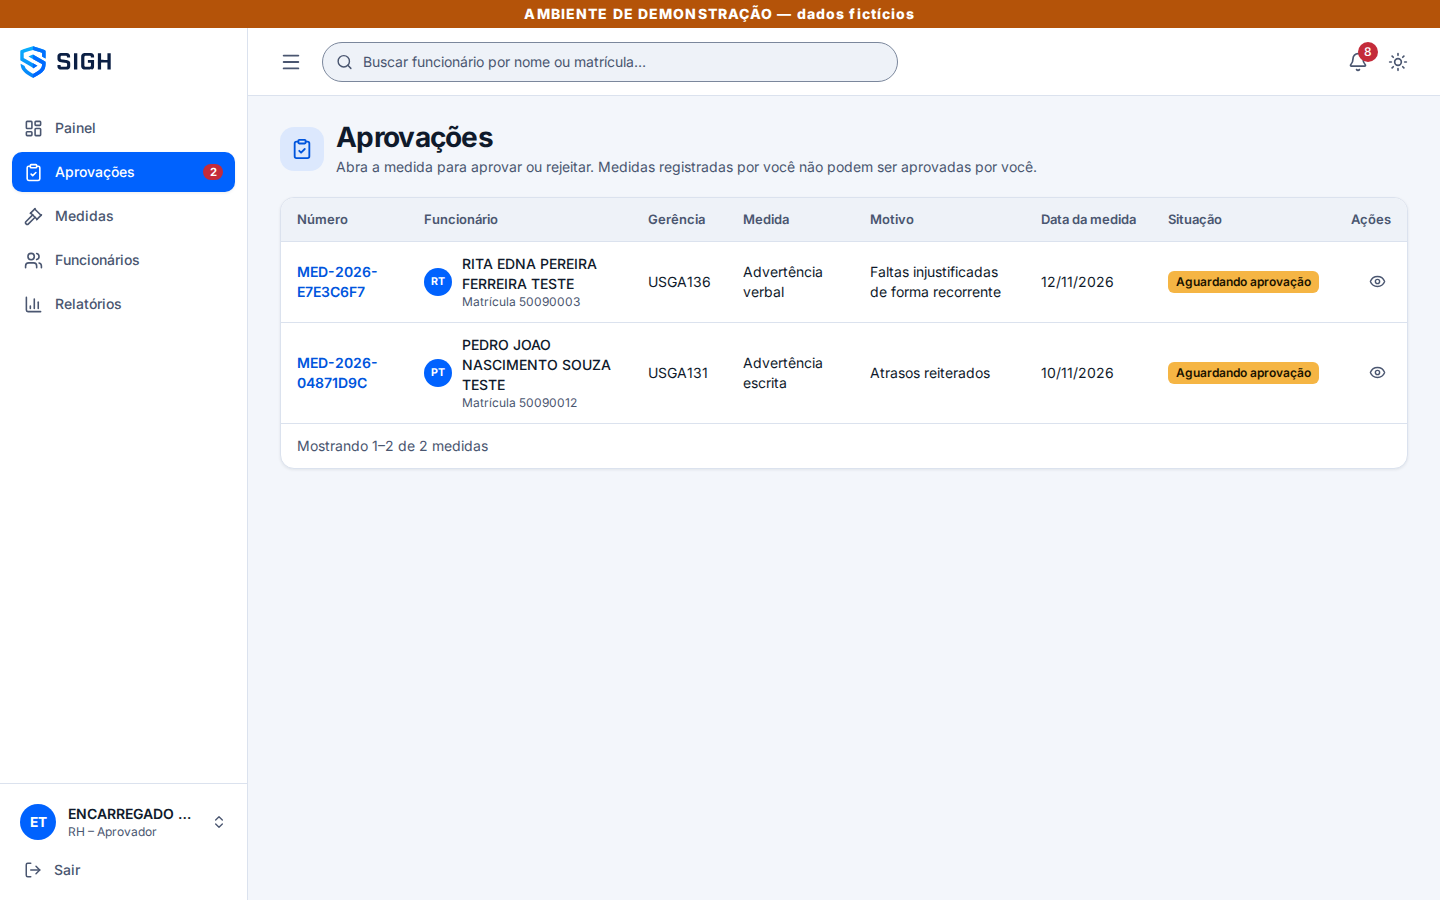 AMBIENTE DE DEMONSTRAÇÃO — dados fictícios
SIGH
Buscar funcionário por nome ou matrícula...
8
Painel
Aprovações
2
Medidas
Funcionários
Relatórios
Aprovações
Abra a medida para aprovar ou rejeitar. Medidas registradas por você não podem ser aprovadas por você.
Número Funcionário Gerência Medida Motivo Data da medida Situação Ações
MED-2026-
E7E3C6F7
RT
RITA EDNA PEREIRA
FERREIRA TESTE
Matrícula 50090003
USGA136
Advertência
verbal
Faltas injustificadas
de forma recorrente
12/11/2026
Aguardando aprovação
MED-2026-
04871D9C
PT
PEDRO JOAO
NASCIMENTO SOUZA
TESTE
Matrícula 50090012
USGA131
Advertência
escrita
Atrasos reiterados
10/11/2026
Aguardando aprovação
Mostrando 1–2 de 2 medidas
ET
ENCARREGADO ...
RH – Aprovador
Sair